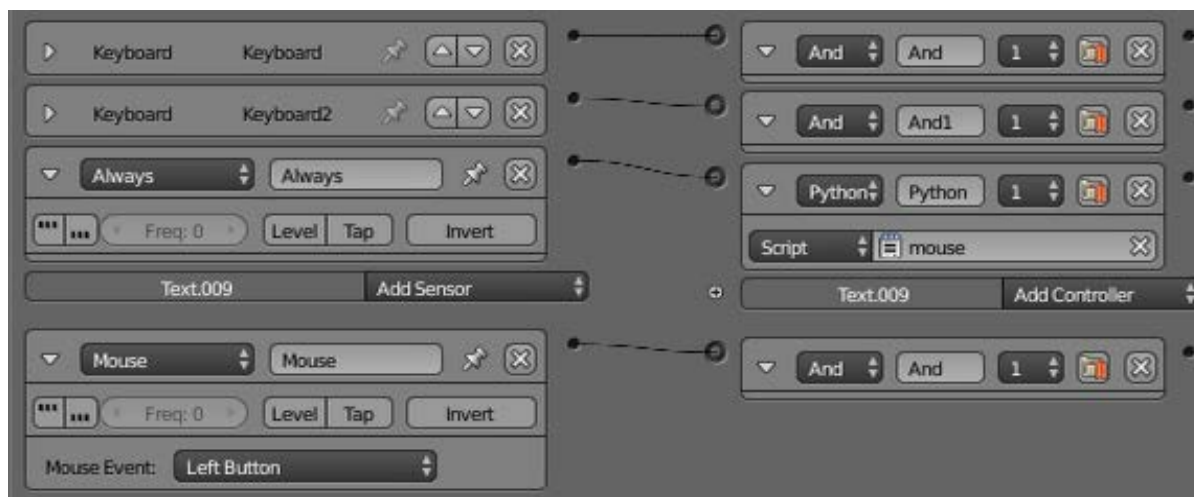 Keyboard Keyboard
And And 1
Keyboard Keyboard2
And And1 1
Always Always
Python Python 1
Freq: 0 Level Tap Invert
Script mouse
Text.009 Add Sensor
Text.009 Add Controller
Mouse Mouse
And And 1
Freq: 0 Level Tap Invert
Mouse Event: Left Button